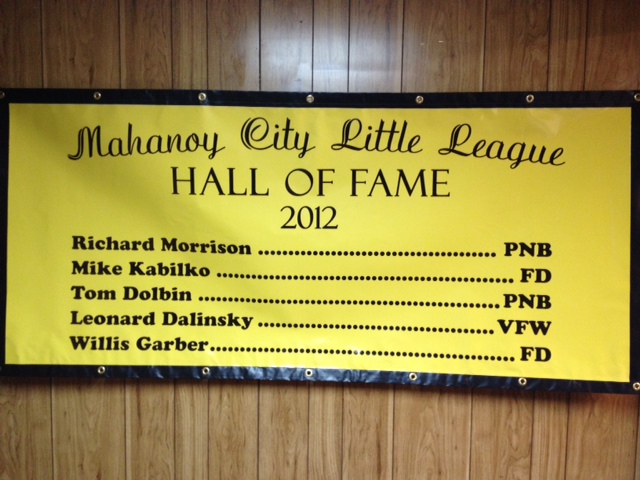 Mahanoy City Little League
HALL OF FAME
2012
Richard Morrison ........................................ PNB
Mike Kabilko ............................................. FD
Tom Dolbin ............................................... PNB
Leonard Dalinsky ........................................ VFW
Willis Garber.............................................. FD